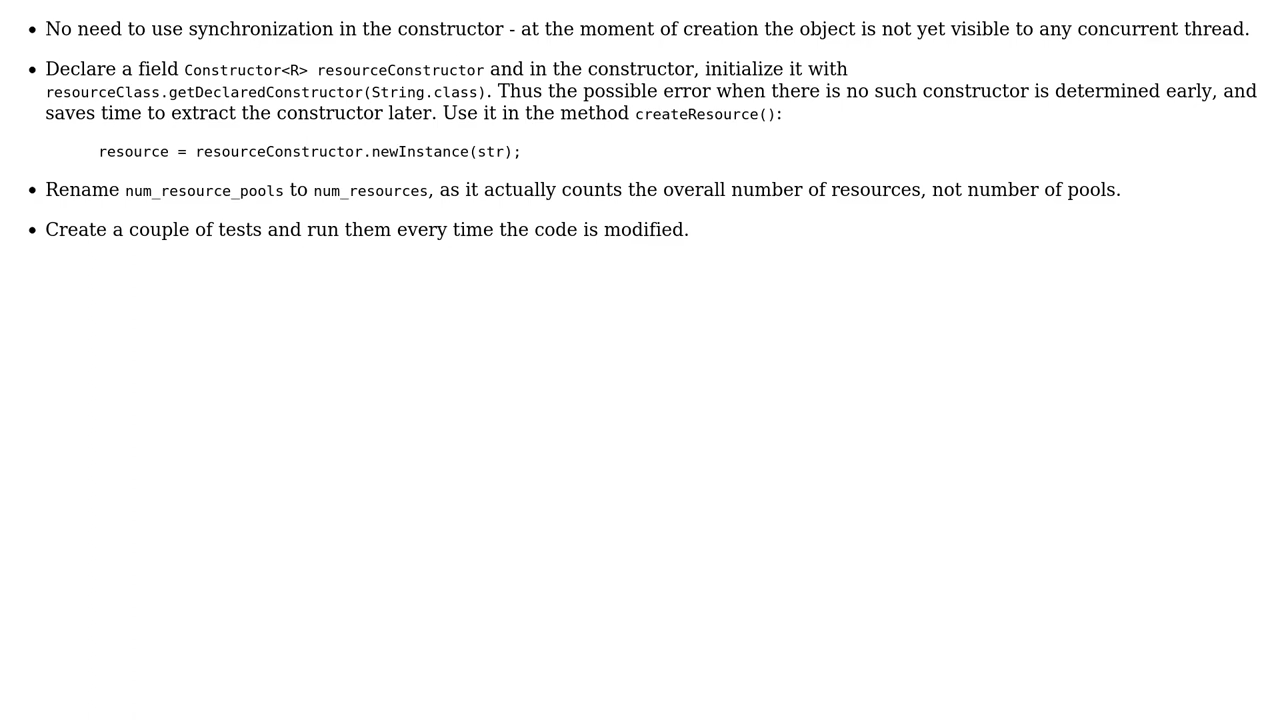 • No need to use synchronization in the constructor - at the moment of creation the object is not yet visible to any concurrent thread.
• Declare a field Constructor<R> resourceConstructor and in the constructor, initialize it with
resourceClass.getDeclaredConstructor(String.class). Thus the possible error when there is no such constructor is determined early, and
saves time to extract the constructor later. Use it in the method createResource():
resource = resourceConstructor.newInstance(str);
• Rename num_resource_pools to num_resources, as it actually counts the overall number of resources, not number of pools.
• Create a couple of tests and run them every time the code is modified.